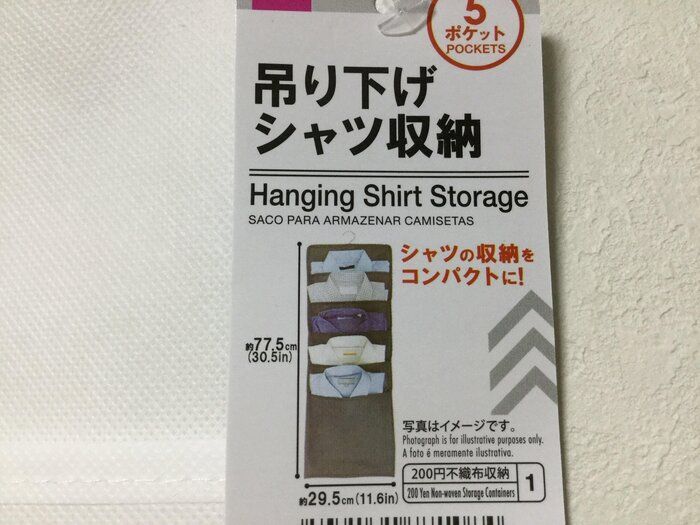 5
ポケット
POCKETS
吊り下げ
シャツ収納
Hanging Shirt Storage
SACO PARA ARMAZENAR CAMISETAS
シャツの収納を
コンパクトに!
約77.5cm
(30.5in)
写真はイメージです。
Photograph is for illustrative purposes only.
A foto é meramente ilustrativa.
約29.5cm (11.6in)
200円不織布収納
200 Yen Non-woven Storage Containers
1